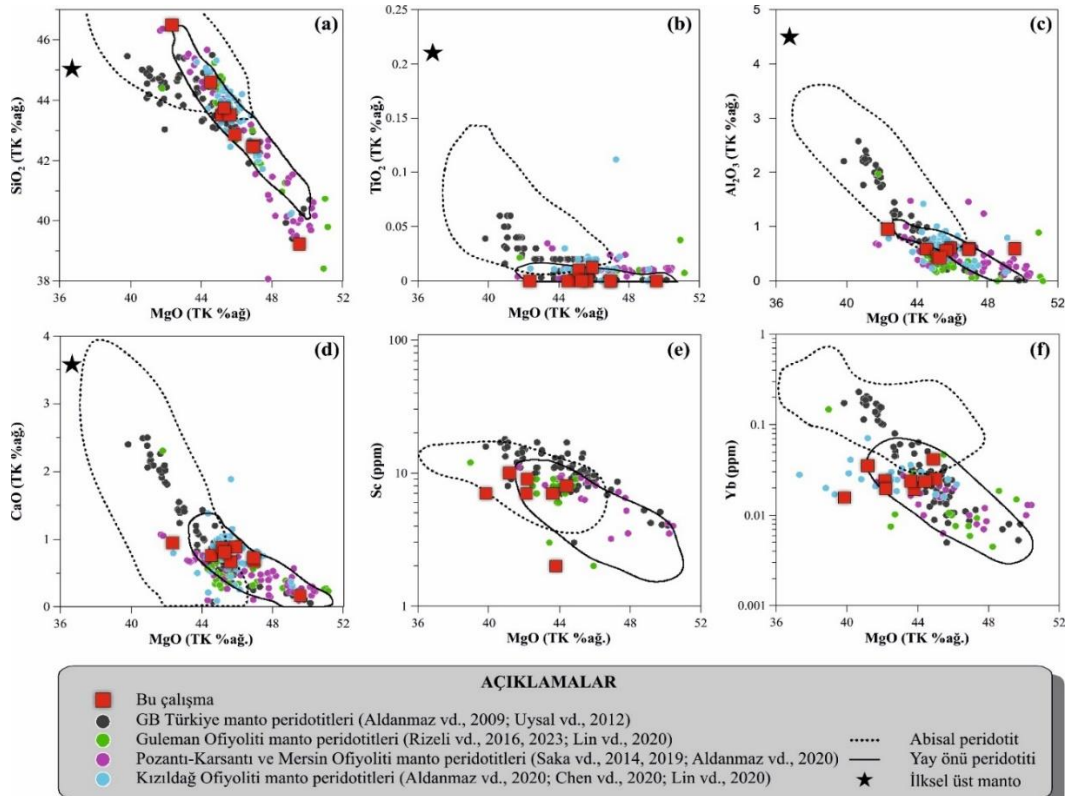 (a)
46
44
42
40
38
SiO₂ (TK %ağ.)
36 40 44 48 52
MgO (TK %ağ.)
(b)
0.25
0.20
0.15
0.10
0.05
0
TiO₂ (TK %ağ.)
36 40 44 48 52
MgO (TK %ağ.)
(c)
5
4
3
2
1
0
Al₂O₃ (TK %ağ.)
36 40 44 48 52
MgO (TK %ağ)
(d)
4
3
2
1
0
CaO (TK %ağ.)
36 40 44 48 52
MgO (TK %ağ.)
(e)
100
10
1
Sc (ppm)
36 40 44 48 52
MgO (TK %ağ.)
(f)
1
0.1
0.01
0.001
Yb (ppm)
36 40 44 48 52
MgO (TK %ağ.)
AÇIKLAMALAR
Bu çalışma
GB Türkiye manto peridotitleri (Aldanmaz vd., 2009; Uysal vd., 2012)
Guleman Ofiyoliti manto peridotitleri (Rizeli vd., 2016, 2023; Lin vd., 2020)
Pozantı-Karsantı ve Mersin Ofiyoliti manto peridotitleri (Saka vd., 2014, 2019; Aldanmaz vd., 2020)
Kızıldağ Ofiyoliti manto peridotitleri (Aldanmaz vd., 2020; Chen vd., 2020; Lin vd., 2020)
Abisal peridotit
Yay önü peridotiti
İlksel üst manto